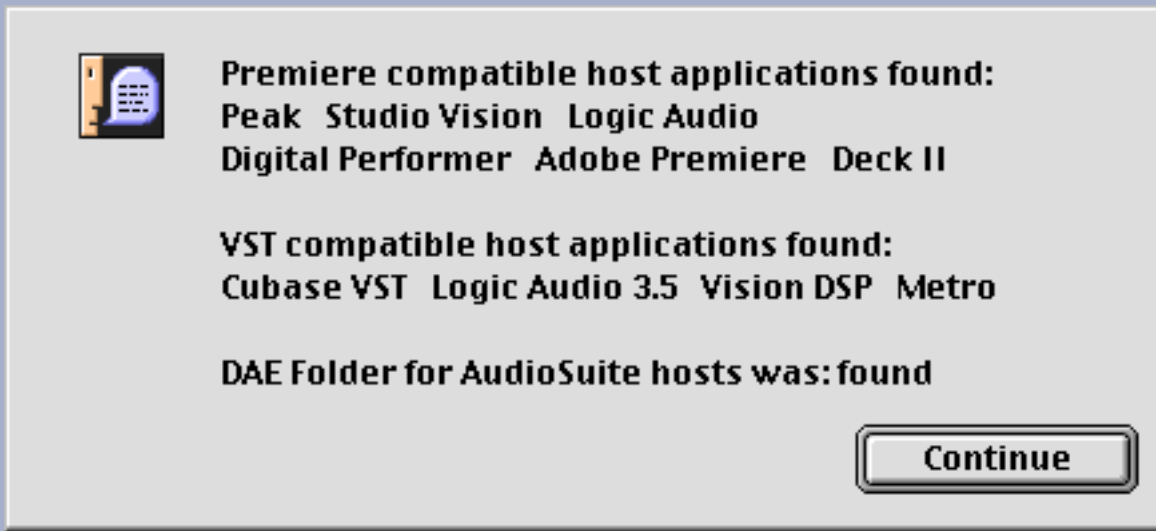 Premiere compatible host applications found:
Peak Studio Vision Logic Audio
Digital Performer Adobe Premiere Deck II
VST compatible host applications found:
Cubase VST Logic Audio 3.5 Vision DSP Metro
DAE Folder for AudioSuite hosts was: found
Continue